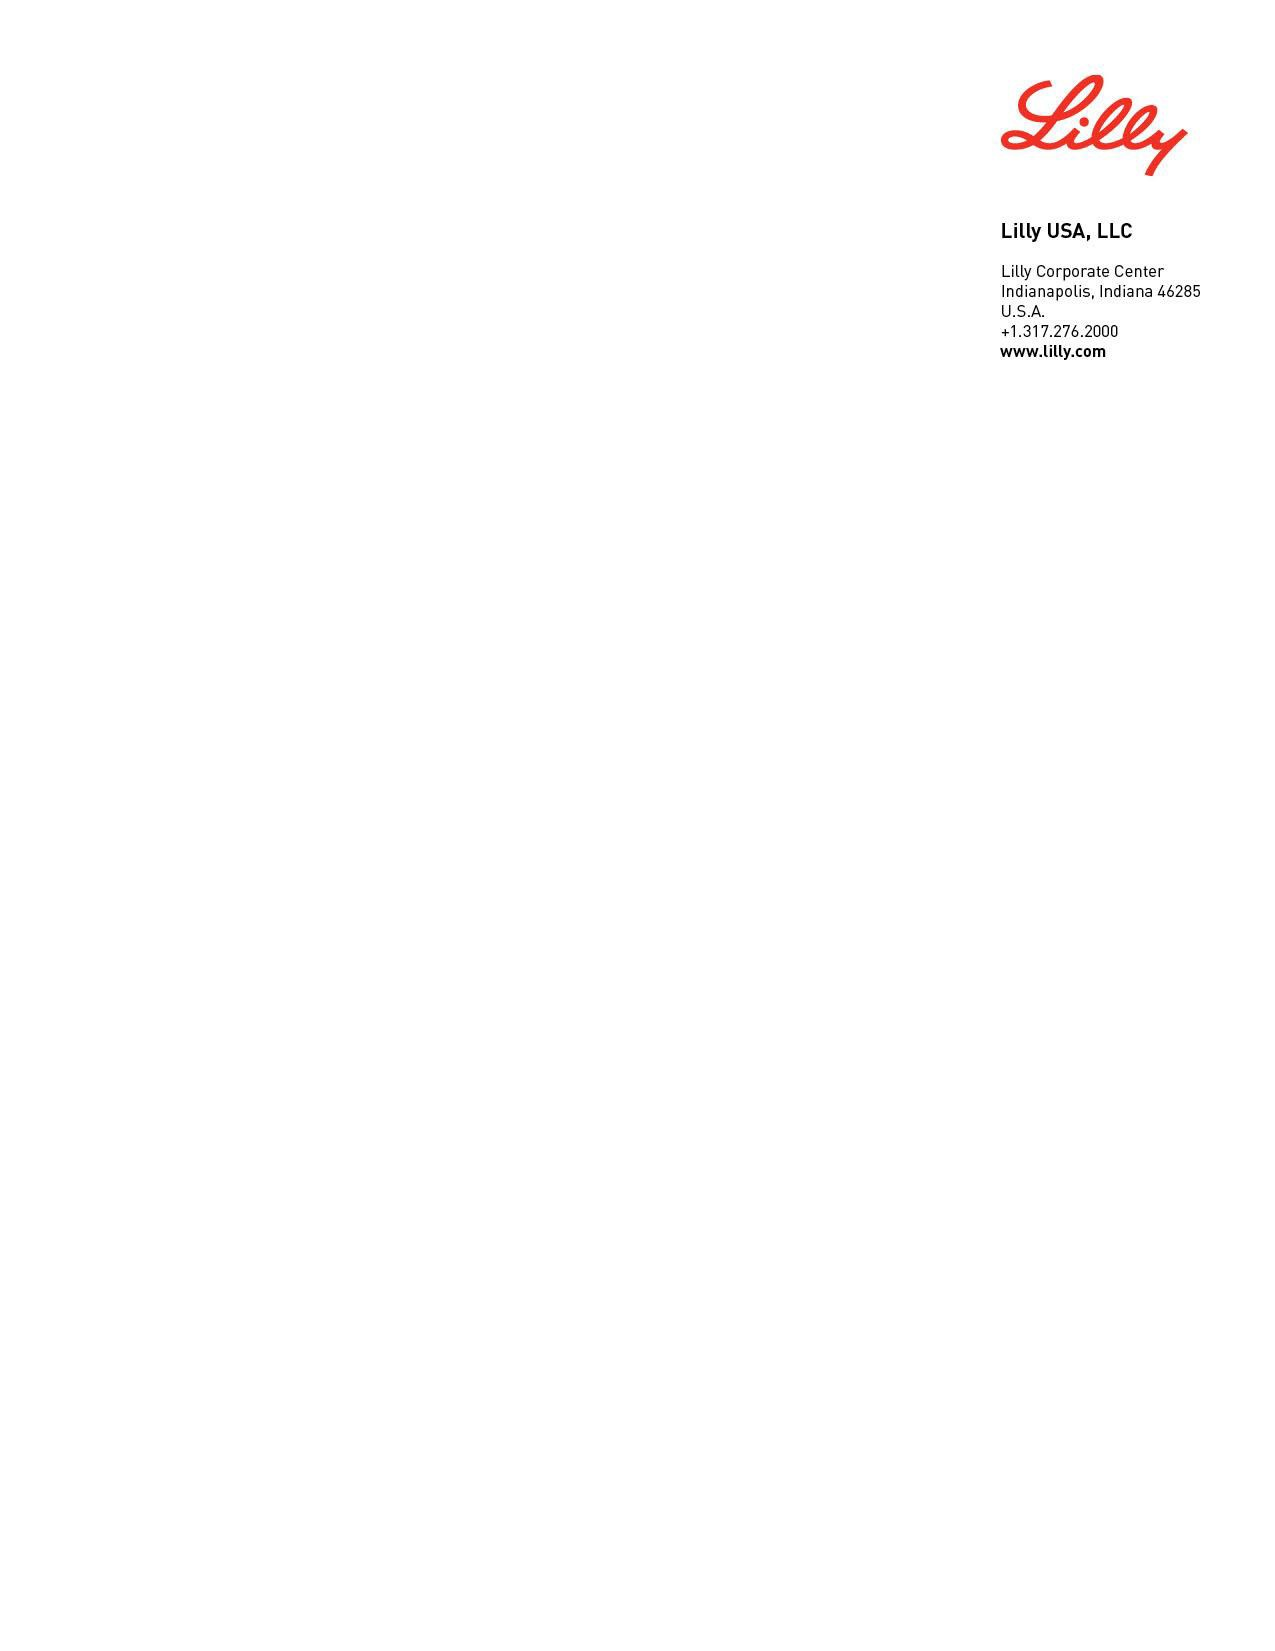 Lilly
Lilly USA, LLC
Lilly Corporate Center
Indianapolis, Indiana 46285
U.S.A.
+1.317.276.2000
www.lilly.com